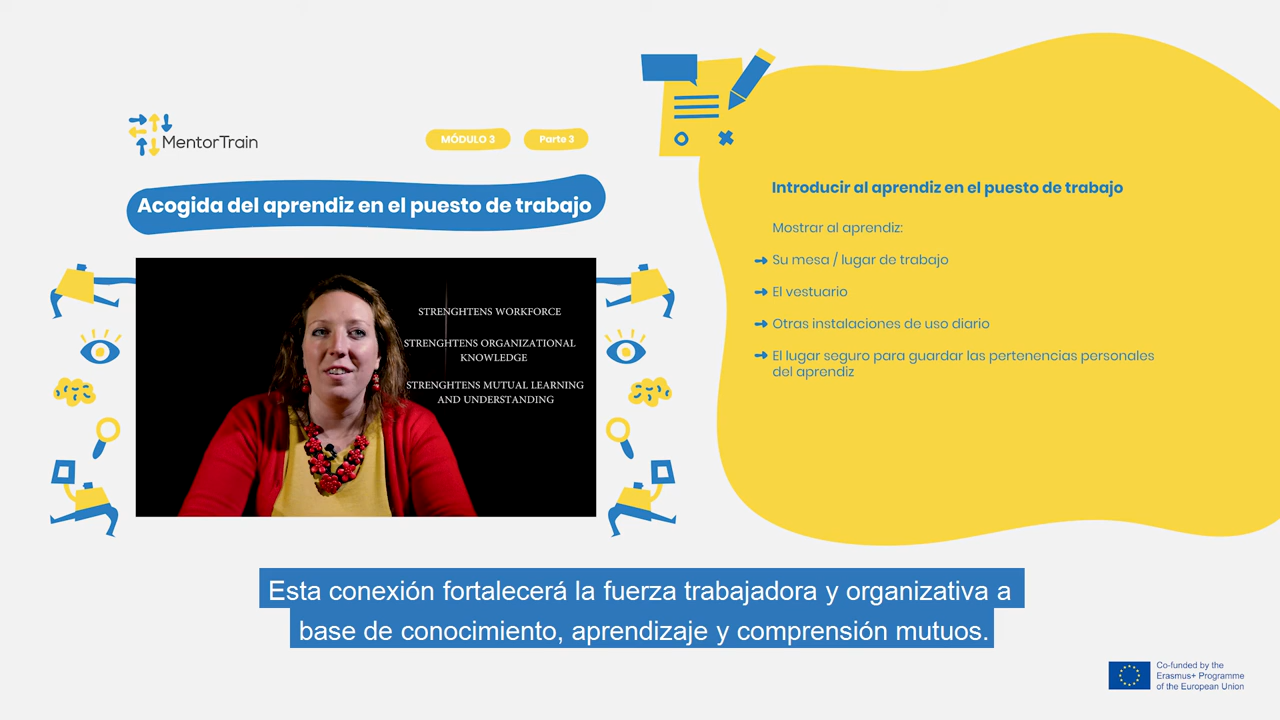 MentorTrain
MÓDULO 3
Parte 3
Acogida del aprendiz en el puesto de trabajo
STRENGHTENS WORKFORCE
STRENGHTENS ORGANIZATIONAL
KNOWLEDGE
STRENGHTENS MUTUAL LEARNING
AND UNDERSTANDING
Introducir al aprendiz en el puesto de trabajo
Mostrar al aprendiz:
Su mesa / lugar de trabajo
El vestuario
Otras instalaciones de uso diario
El lugar seguro para guardar las pertenencias personales
del aprendiz
Esta conexión fortalecerá la fuerza trabajadora y organizativa a
base de conocimiento, aprendizaje y comprensión mutuos.
Co-funded by the
Erasmus+ Programme
of the European Union